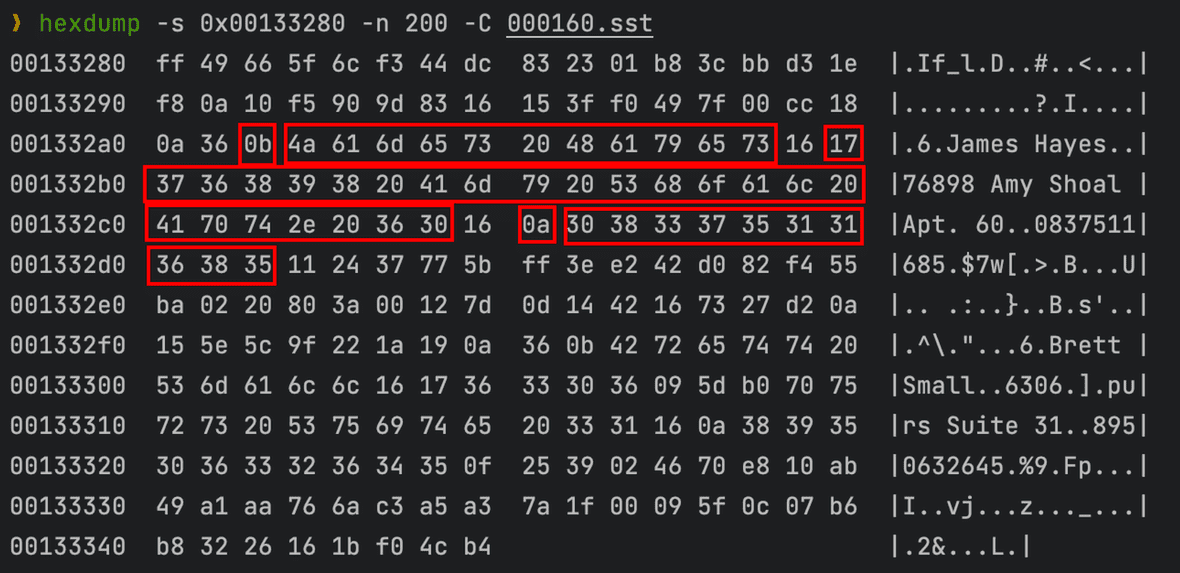 ❯ hexdump -s 0x00133280 -n 200 -C 000160.sst
00133280 ff 49 66 5f 6c f3 44 dc 83 23 01 b8 3c bb d3 1e |.If_l.D..#..<...|
00133290 f8 0a 10 f5 90 9d 83 16 15 3f f0 49 7f 00 cc 18 |.........?.I....|
001332a0 0a 36 0b 4a 61 6d 65 73 20 48 61 79 65 73 16 17 |.6.James Hayes..|
001332b0 37 36 38 39 38 20 41 6d 79 20 53 68 6f 61 6c 20 |76898 Amy Shoal |
001332c0 41 70 74 2e 20 36 30 16 0a 30 38 33 37 35 31 31 |Apt. 60..0837511|
001332d0 36 38 35 11 24 37 77 5b ff 3e e2 42 d0 82 f4 55 |685.$7w[.>.B...U|
001332e0 ba 02 20 80 3a 00 12 7d 0d 14 42 16 73 27 d2 0a |.. .:..}..B.s'..|
001332f0 15 5e 5c 9f 22 1a 19 0a 36 0b 42 72 65 74 74 20 |.^\."...6.Brett |
00133300 53 6d 61 6c 6c 16 17 36 33 30 36 09 5d b0 70 75 |Small..6306.].pu|
00133310 72 73 20 53 75 69 74 65 20 33 31 16 0a 38 39 35 |rs Suite 31..895|
00133320 30 36 33 32 36 34 35 0f 25 39 02 46 70 e8 10 ab |0632645.%9.Fp...|
00133330 49 a1 aa 76 6a c3 a5 a3 7a 1f 00 09 5f 0c 07 b6 |I..vj...z..._...|
00133340 b8 32 26 16 1b f0 4c b4 |.2&...L.|